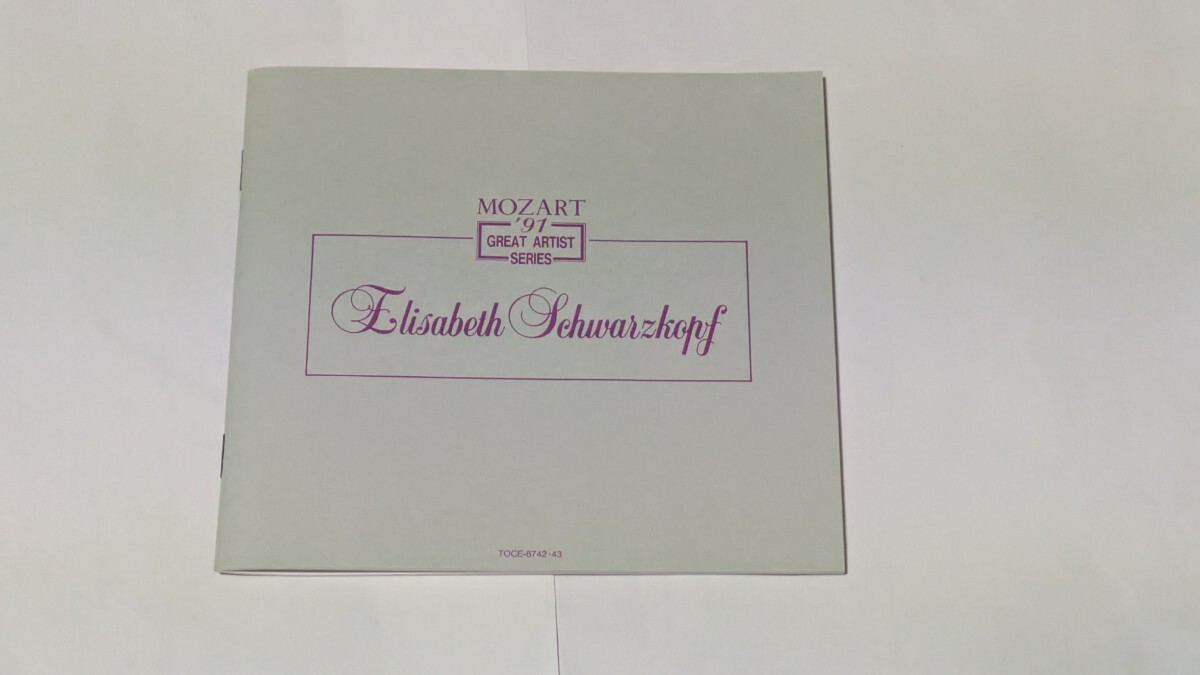 MOZART
'91
GREAT ARTIST
SERIES
Elisabeth Schwarzkopf
TOCE-6742・43